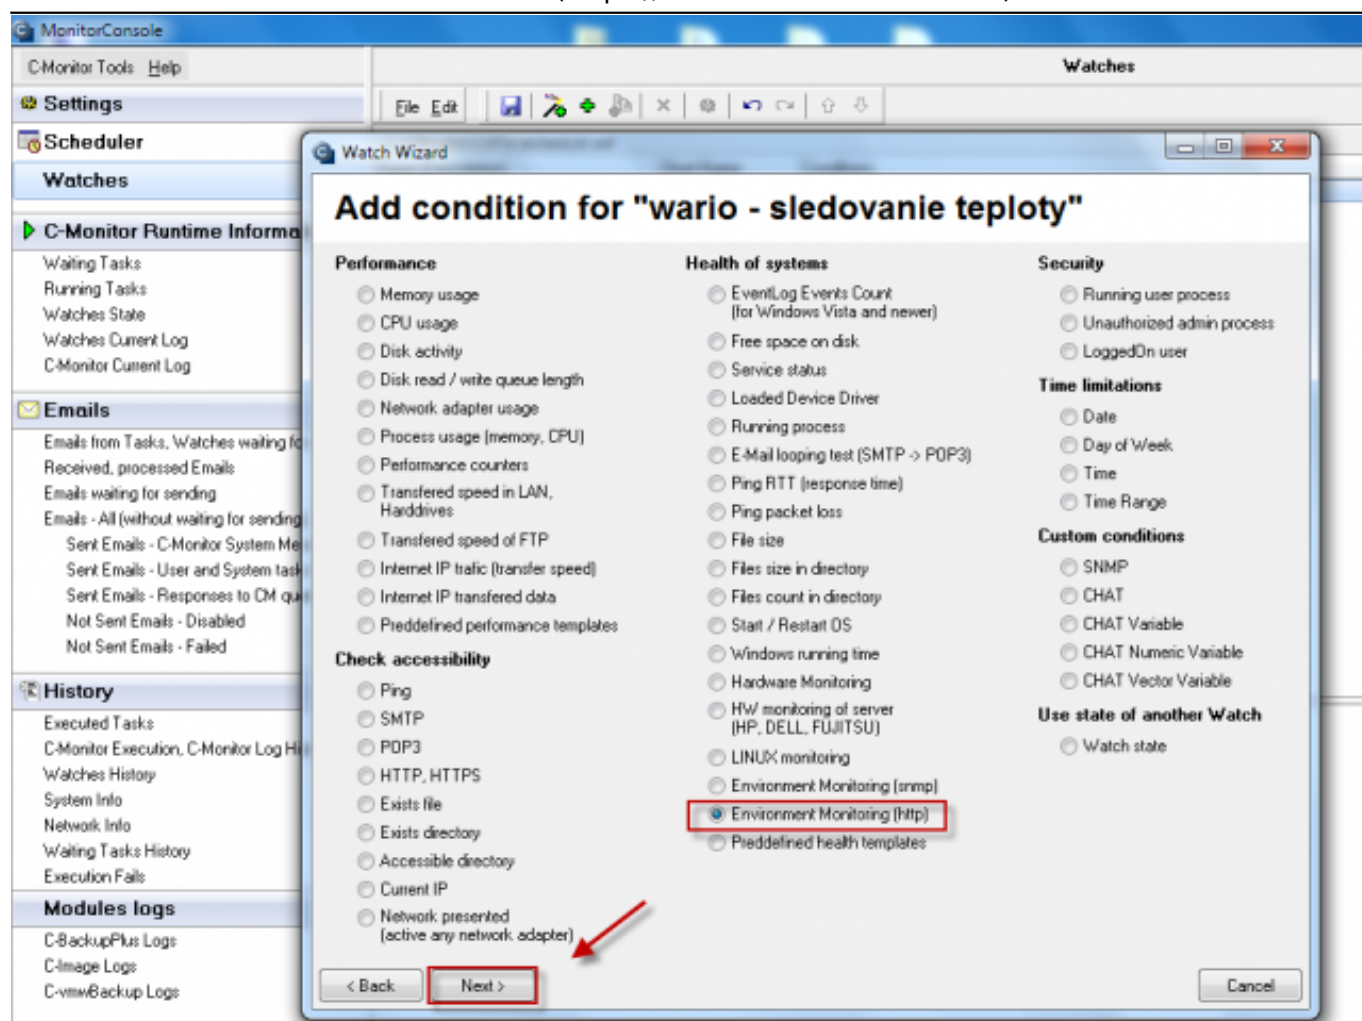 MonitorConsole
C-Monitor Tools Help
Watches
Settings
File Edit
Scheduler
Watches
C-Monitor Runtime Informa
Waiting Tasks
Running Tasks
Watches State
Watches Current Log
C-Monitor Current Log
Emails
Emails from Tasks, Watches waiting fo
Received, processed Emails
Emails waiting for sending
Emails - All (without waiting for sending
Sent Emails - C-Monitor System Me
Sent Emails - User and System task
Sent Emails - Responses to CM que
Not Sent Emails - Disabled
Not Sent Emails - Failed
History
Executed Tasks
C-Monitor Execution, C-Monitor Log Hi
Watches History
System Info
Network Info
Waiting Tasks History
Execution Fails
Modules logs
C-BackupPlus Logs
C-Image Logs
C-vmwBackup Logs
Watch Wizard
Add condition for "wario - sledovanie teploty"
Performance
Memory usage
CPU usage
Disk activity
Disk read / write queue length
Network adapter usage
Process usage (memory, CPU)
Performance counters
Transfered speed in LAN,
Harddrives
Transfered speed of FTP
Internet IP trafic (transfer speed)
Internet IP transfered data
Preddefined performance templates
Check accessibility
Ping
SMTP
POP3
HTTP, HTTPS
Exists file
Exists directory
Accessible directory
Current IP
Network presented
(active any network adapter)
Health of systems
EventLog Events Count
(for Windows Vista and newer)
Free space on disk
Service status
Loaded Device Driver
Running process
E-Mail looping test (SMTP -> POP3)
Ping RTT (response time)
Ping packet loss
File size
Files size in directory
Files count in directory
Start / Restart OS
Windows running time
Hardware Monitoring
HW monitoring of server
(HP, DELL, FUJITSU)
LINUX monitoring
Environment Monitoring (snmp)
Environment Monitoring (http)
Preddefined health templates
Security
Running user process
Unauthorized admin process
LoggedOn user
Time limitations
Date
Day of Week
Time
Time Range
Custom conditions
SNMP
CHAT
CHAT Variable
CHAT Numeric Variable
CHAT Vector Variable
Use state of another Watch
Watch state
< Back
Next >
Cancel